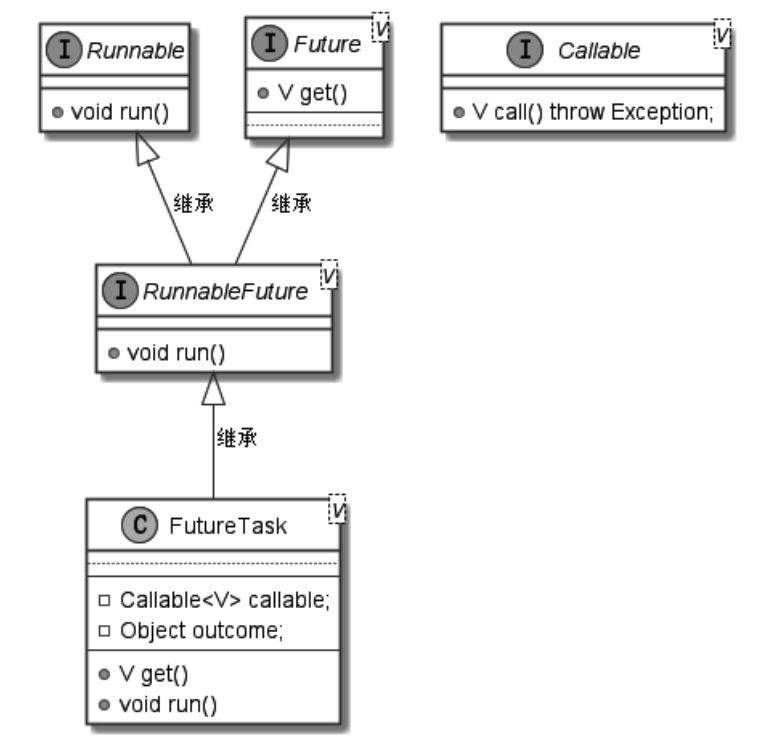 I Runnable
void run()
I Future
V
V get()
I Callable
V
V call() throw Exception;
继承
继承
I RunnableFuture
V
void run()
继承
C FutureTask
V
Callable<V> callable;
Object outcome;
V get()
void run()